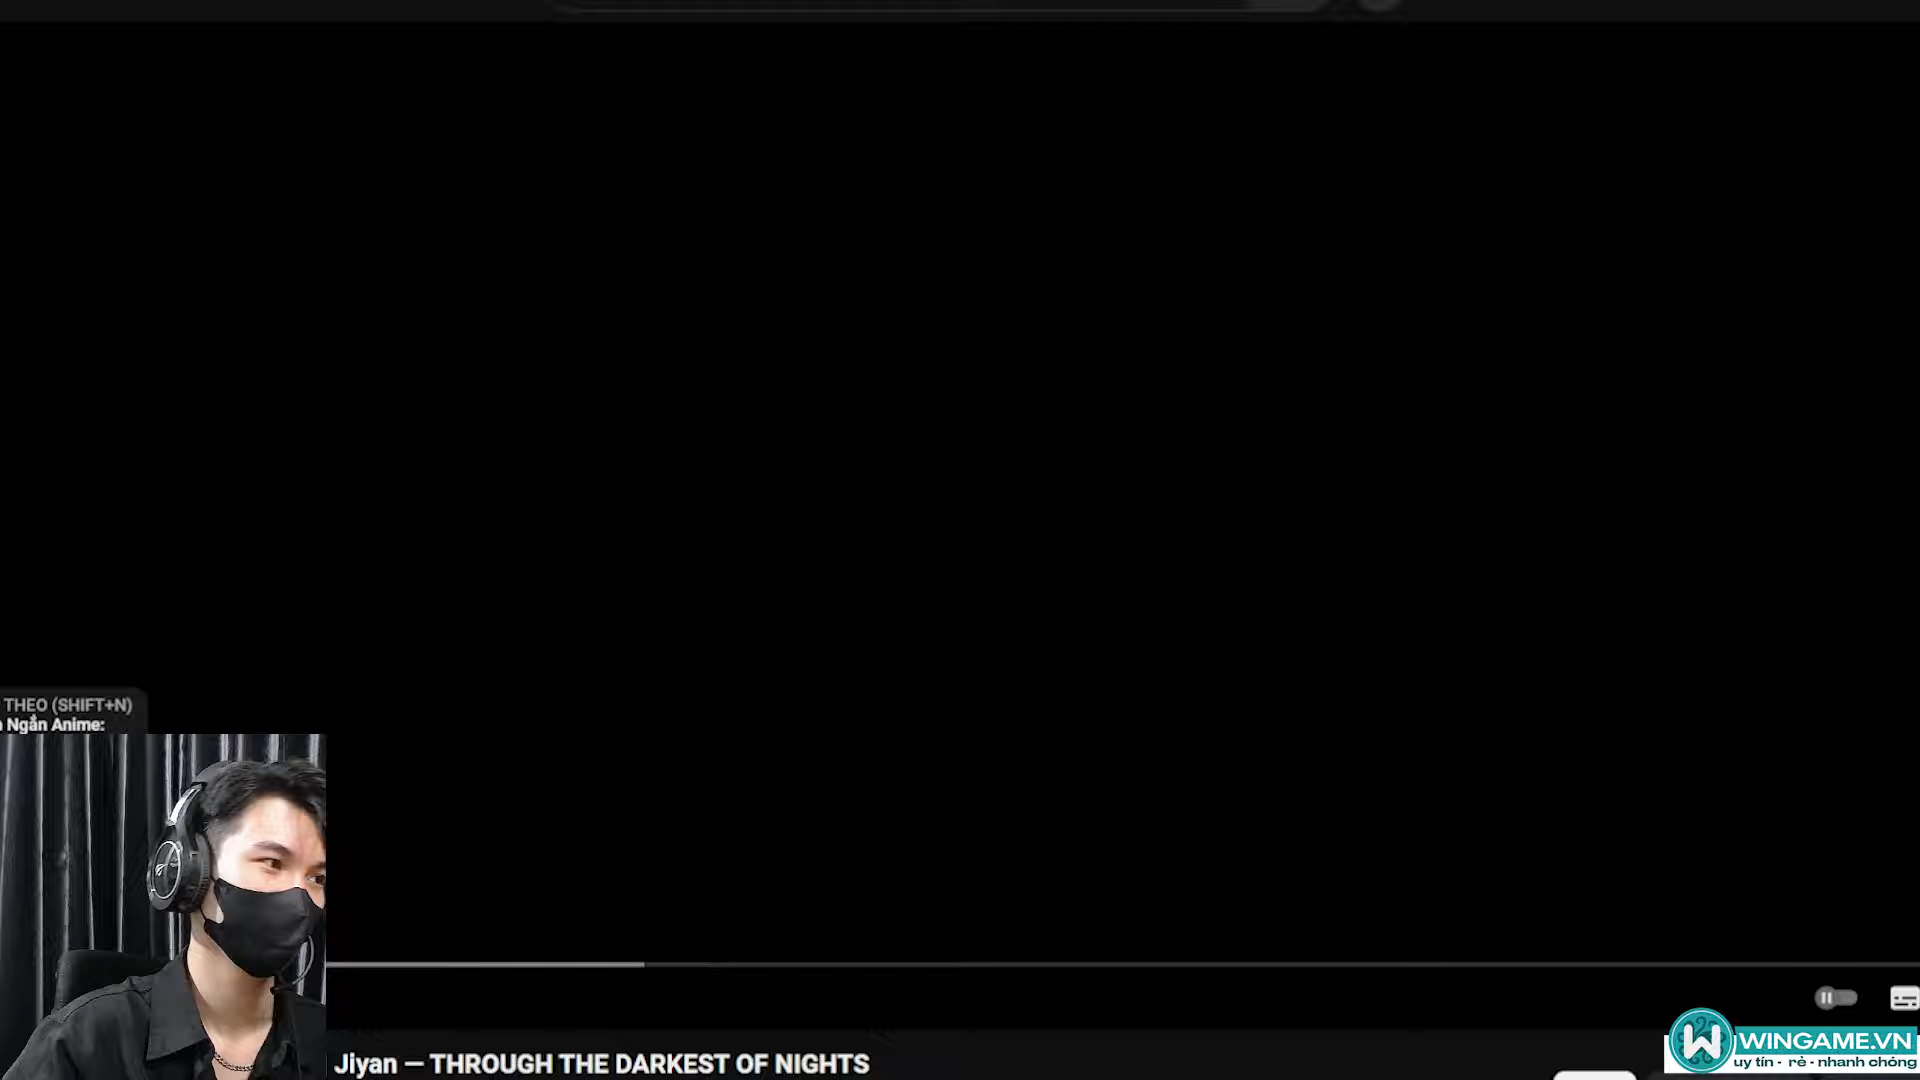 THEO (SHIFT+N)
Ngắn Anime:
Jiyan — THROUGH THE DARKEST OF NIGHTS
WINGAME.VN
uy tín - rẻ - nhanh chóng